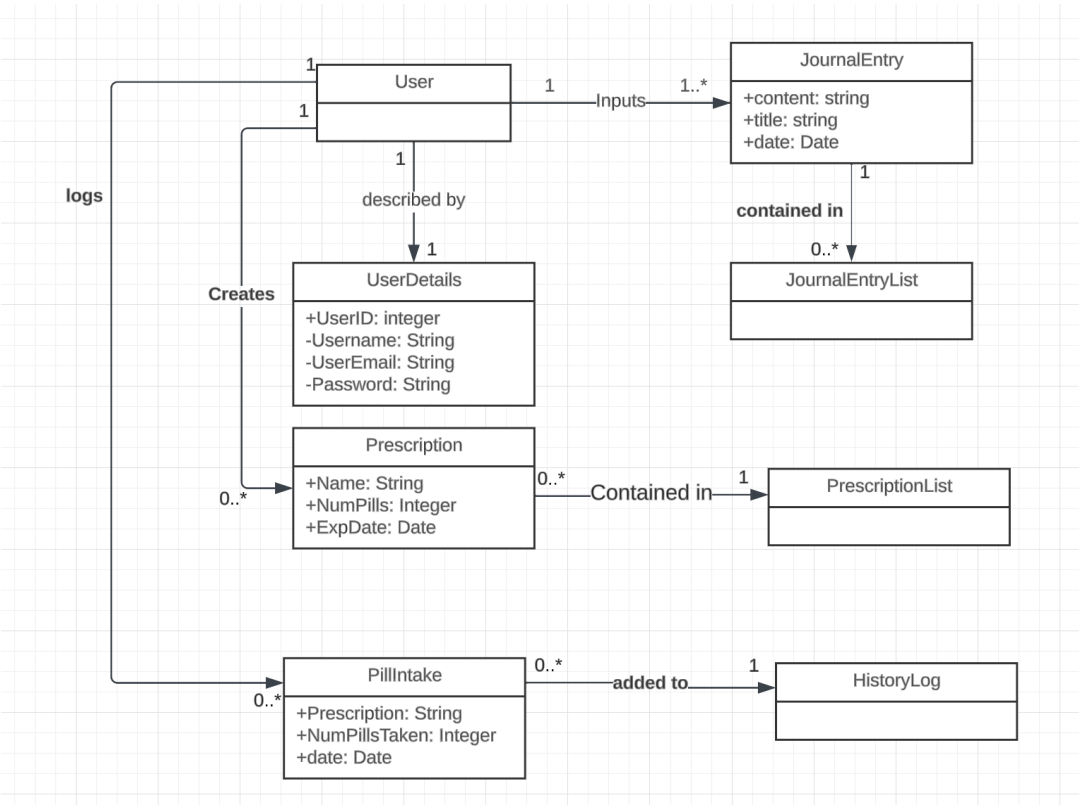 1
User
1
1
Inputs
1..*
JournalEntry
+content: string
+title: string
+date: Date
1
described by
1
logs
Creates
1
contained in
0..*
JournalEntryList
UserDetails
+UserID: integer
-Username: String
-UserEmail: String
-Password: String
Prescription
+Name: String
+NumPills: Integer
+ExpDate: Date
0..*
0..*
Contained in
1
PrescriptionList
PillIntake
+Prescription: String
+NumPillsTaken: Integer
+date: Date
0..*
0..*
added to
1
HistoryLog